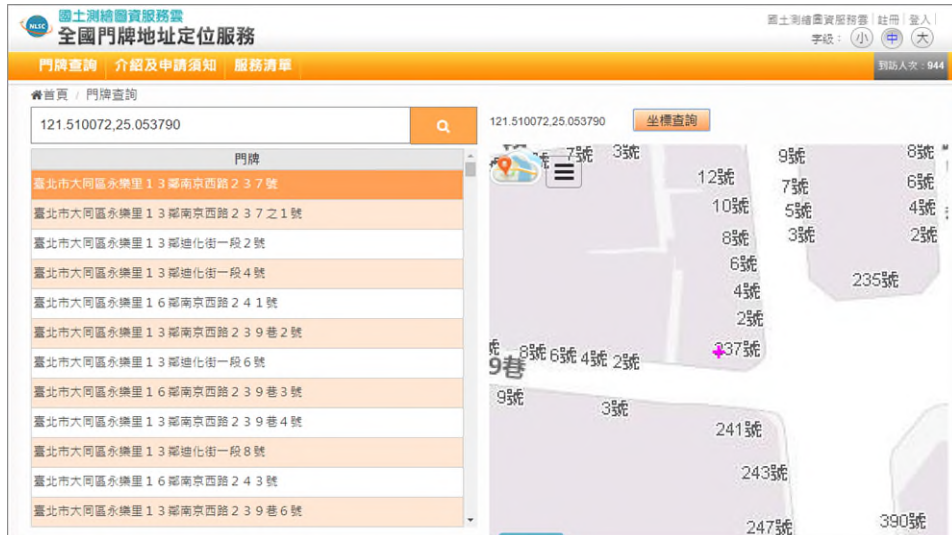 NLSC
國土測繪圖資服務雲
全國門牌地址定位服務
國土測繪圖資服務雲 | 註冊 | 登入 |
字級： 小 中 大
門牌查詢 介紹及申請須知 服務清單
到訪人次：944
首頁 / 門牌查詢
121.510072,25.053790
121.510072,25.053790 坐標查詢
門牌
臺北市大同區永樂里１３鄰南京西路２３７號
臺北市大同區永樂里１３鄰南京西路２３７之１號
臺北市大同區永樂里１３鄰迪化街一段２號
臺北市大同區永樂里１３鄰迪化街一段４號
臺北市大同區永樂里１６鄰南京西路２４１號
臺北市大同區永樂里１６鄰南京西路２３９巷２號
臺北市大同區永樂里１３鄰迪化街一段６號
臺北市大同區永樂里１６鄰南京西路２３９巷３號
臺北市大同區永樂里１３鄰南京西路２３９巷４號
臺北市大同區永樂里１３鄰迪化街一段８號
臺北市大同區永樂里１６鄰南京西路２４３號
臺北市大同區永樂里１３鄰南京西路２３９巷６號
7號 3號 9號 8號
12號 7號 6號
10號 5號 4號
8號 3號 2號
6號
235號
4號
2號
8號 6號 4號 2號 237號
9巷
9號
3號
241號
243號
247號 390號